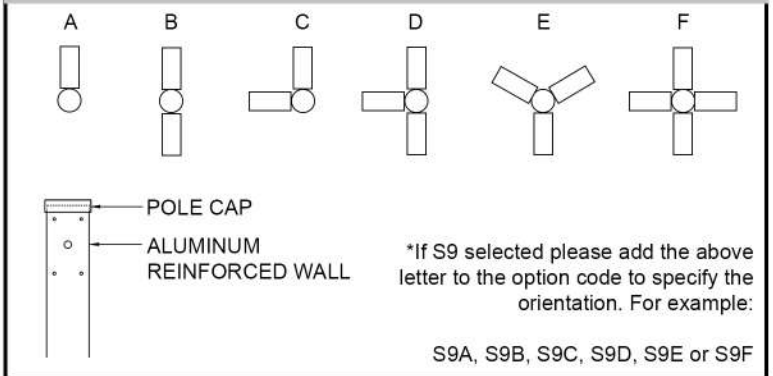 A B C D E F
POLE CAP
ALUMINUM
REINFORCED WALL
*If S9 selected please add the above
letter to the option code to specify the
orientation. For example:
S9A, S9B, S9C, S9D, S9E or S9F